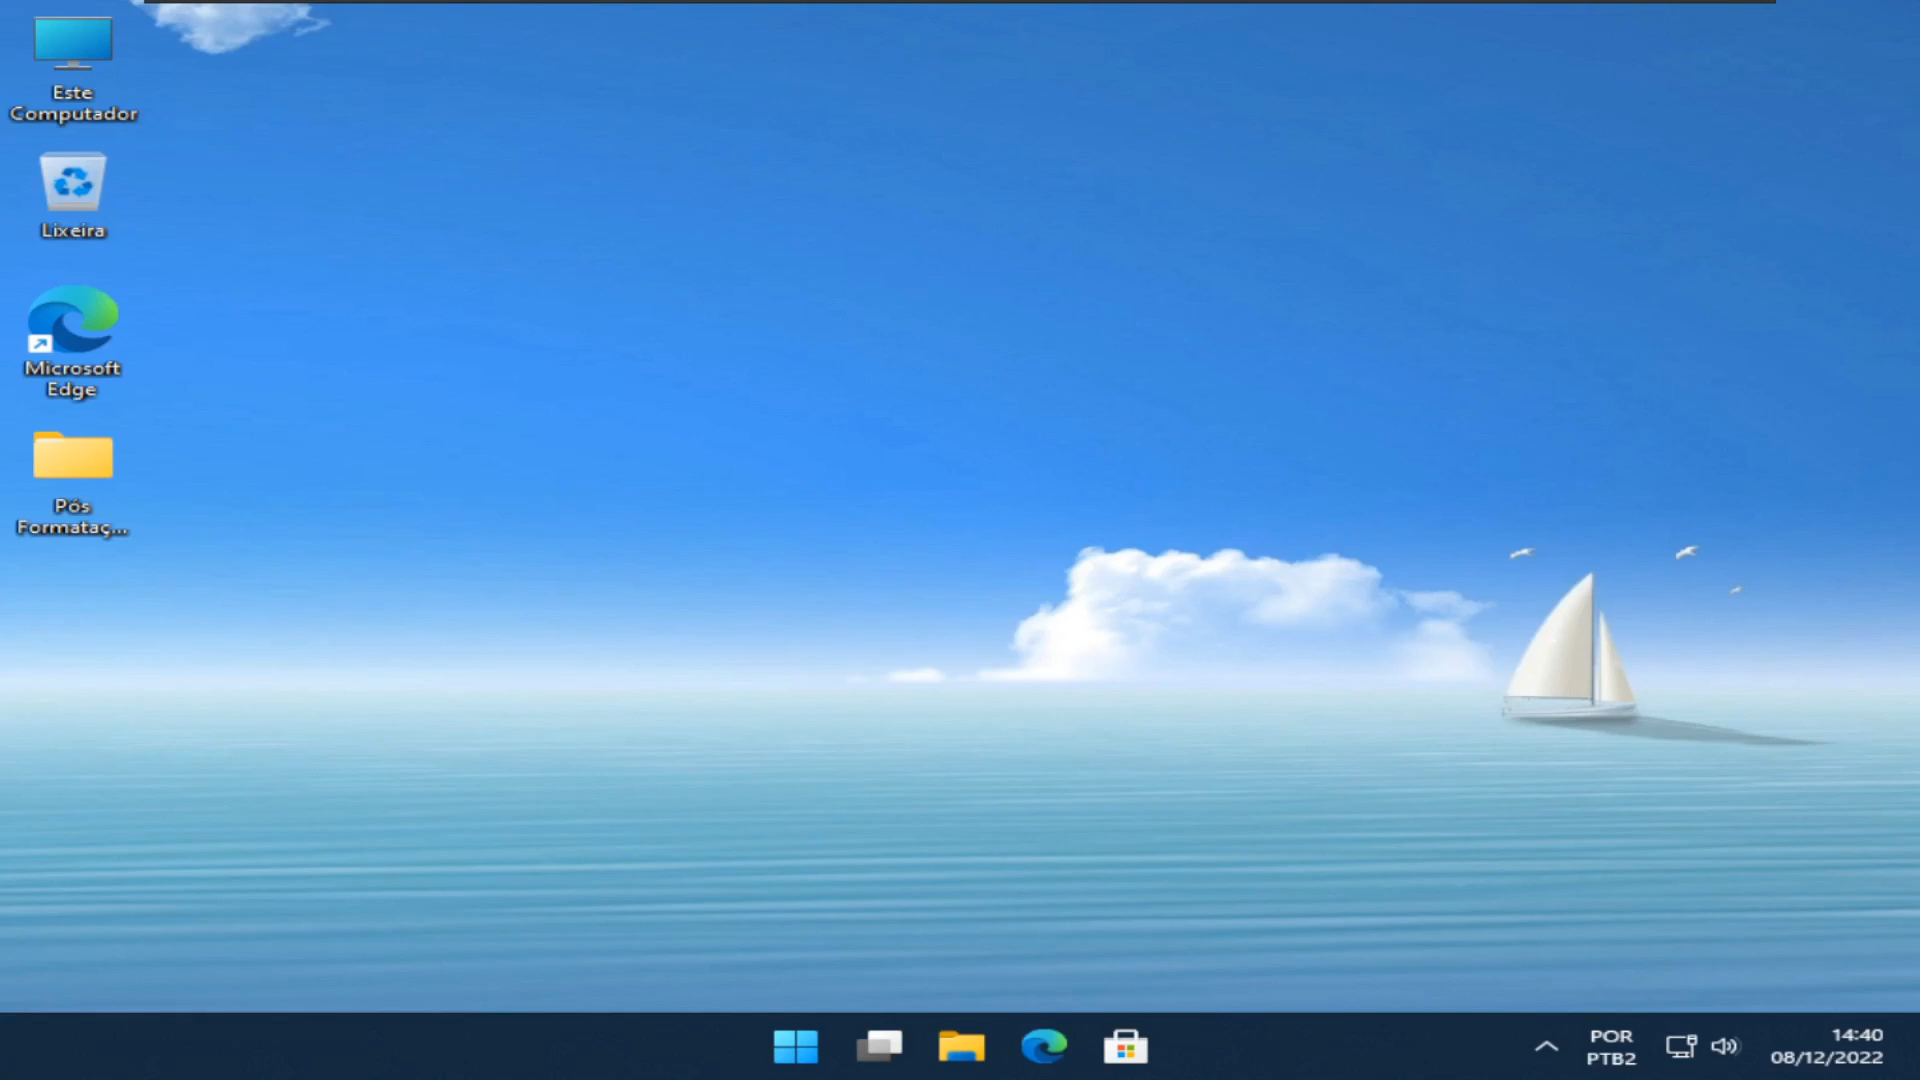 Este
Computador
Lixeira
Microsoft
Edge
Pós
Formataç...
POR
PTB2
14:40
08/12/2022